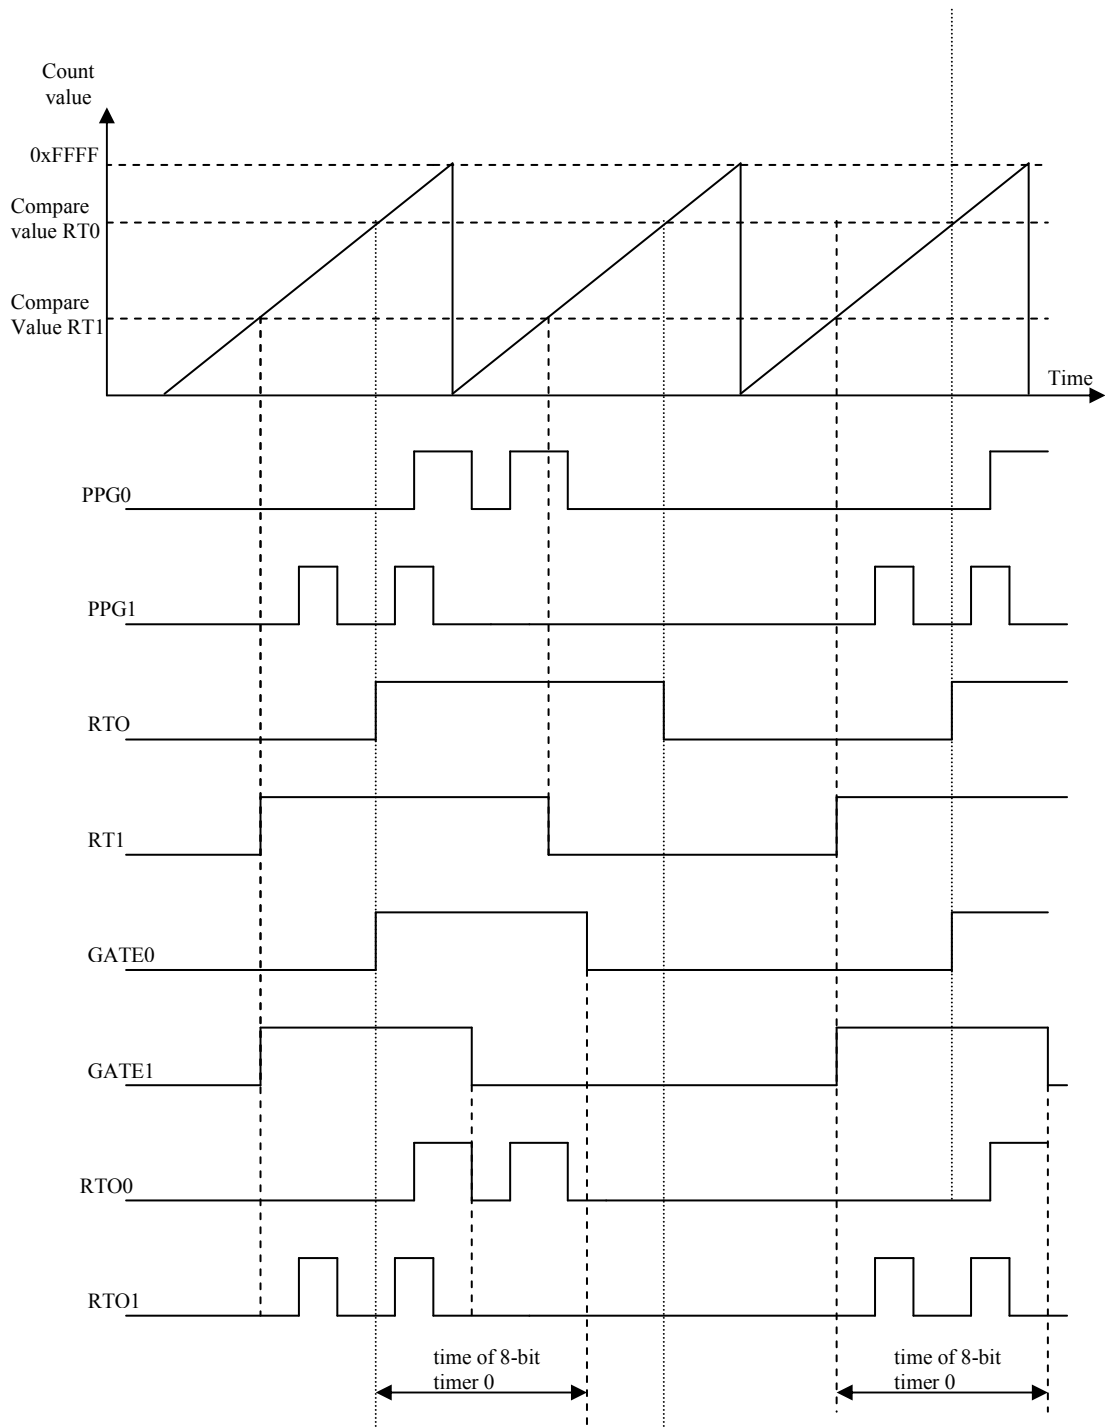 Count
value
0xFFFF
Compare
value RT0
Compare
Value RT1
Time
PPG0
PPG1
RTO
RT1
GATE0
GATE1
RTO0
RTO1
time of 8-bit
timer 0
time of 8-bit
timer 0